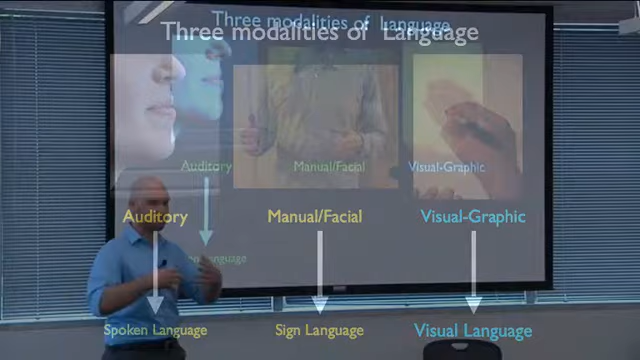 Three modalities of Language
Three modalities of Language
Auditory Manual/Facial Visual-Graphic
Auditory Manual/Facial Visual-Graphic
Language
Spoken Language Sign Language Visual Language